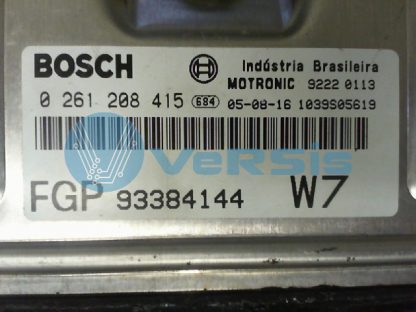 BOSCH Indústria Brasileira
MOTRONIC 9222 0113
0 261 208 415 684 05-08-16 1039S05619
Versis
FGP 93384144 W7